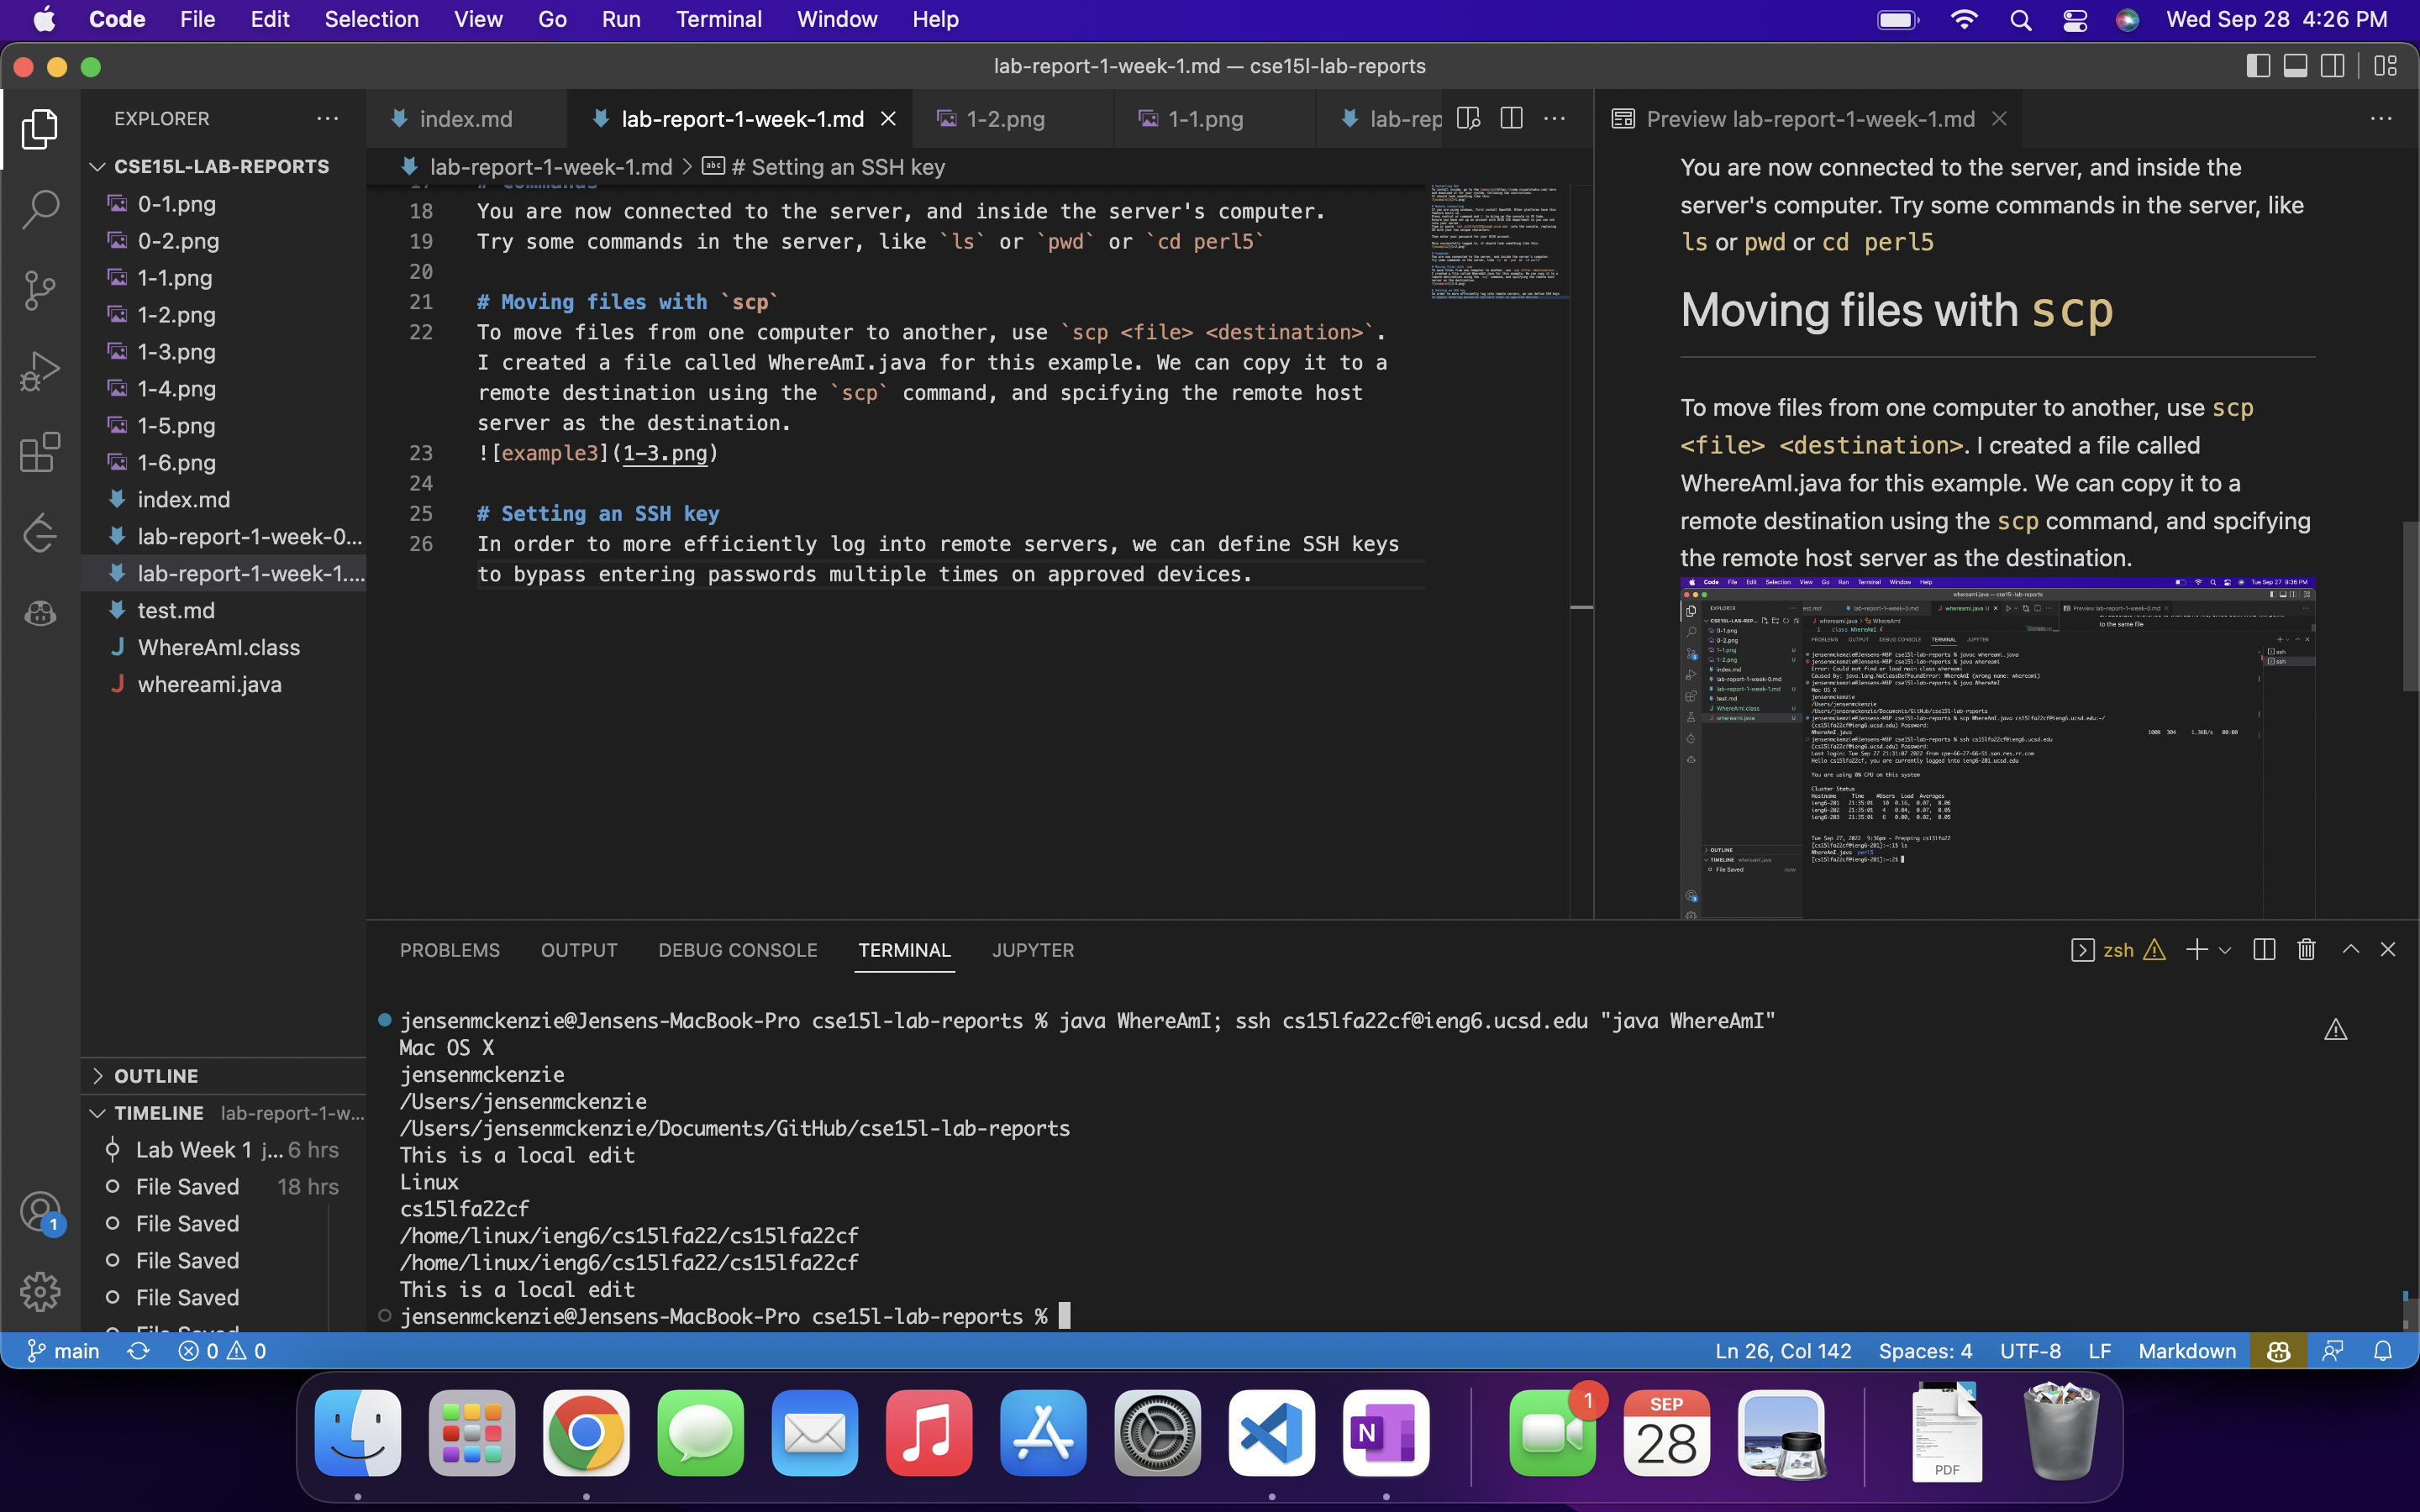 Code File Edit Selection View Go Run Terminal Window Help Wed Sep 28 4:26 PM
lab-report-1-week-1.md — cse15l-lab-reports
EXPLORER
CSE15L-LAB-REPORTS
0-1.png
0-2.png
1-1.png
1-2.png
1-3.png
1-4.png
1-5.png
1-6.png
index.md
lab-report-1-week-0...
lab-report-1-week-1....
test.md
WhereAmI.class
whereami.java
OUTLINE
TIMELINE lab-report-1-w...
Lab Week 1 j... 6 hrs
File Saved 18 hrs
File Saved
File Saved
File Saved
File Saved
index.md lab-report-1-week-1.md 1-2.png 1-1.png lab-rep
lab-report-1-week-1.md > # Setting an SSH key
17 # Commands
18 You are now connected to the server, and inside the server's computer.
19 Try some commands in the server, like `ls` or `pwd` or `cd perl5`
20
21 # Moving files with `scp`
22 To move files from one computer to another, use `scp <file> <destination>`.
I created a file called WhereAmI.java for this example. We can copy it to a
remote destination using the `scp` command, and spcifying the remote host
server as the destination.
23 ![example3](1-3.png)
24
25 # Setting an SSH key
26 In order to more efficiently log into remote servers, we can define SSH keys
to bypass entering passwords multiple times on approved devices.
Preview lab-report-1-week-1.md
You are now connected to the server, and inside the
server's computer. Try some commands in the server, like
ls or pwd or cd perl5
Moving files with scp
To move files from one computer to another, use scp
<file> <destination>. I created a file called
WhereAmI.java for this example. We can copy it to a
remote destination using the scp command, and spcifying
the remote host server as the destination.
PROBLEMS OUTPUT DEBUG CONSOLE TERMINAL JUPYTER
zsh
jensenmckenzie@Jensens-MacBook-Pro cse15l-lab-reports % java WhereAmI; ssh cs15lfa22cf@ieng6.ucsd.edu "java WhereAmI"
Mac OS X
jensenmckenzie
/Users/jensenmckenzie
/Users/jensenmckenzie/Documents/GitHub/cse15l-lab-reports
This is a local edit
Linux
cs15lfa22cf
/home/linux/ieng6/cs15lfa22/cs15lfa22cf
/home/linux/ieng6/cs15lfa22/cs15lfa22cf
This is a local edit
jensenmckenzie@Jensens-MacBook-Pro cse15l-lab-reports %
1
main 0 0 Ln 26, Col 142 Spaces: 4 UTF-8 LF Markdown
N
1
SEP
28
PDF